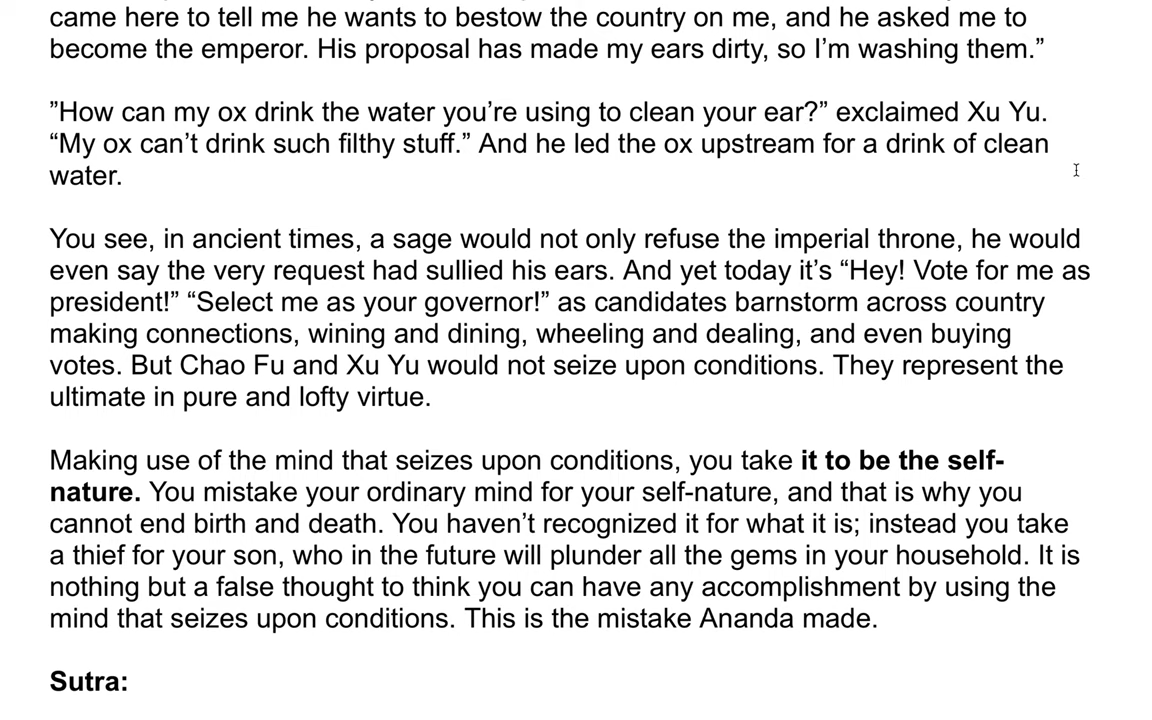 came here to tell me he wants to bestow the country on me, and he asked me to
become the emperor. His proposal has made my ears dirty, so I’m washing them.”
”How can my ox drink the water you’re using to clean your ear?” exclaimed Xu Yu.
“My ox can’t drink such filthy stuff.” And he led the ox upstream for a drink of clean
water.
You see, in ancient times, a sage would not only refuse the imperial throne, he would
even say the very request had sullied his ears. And yet today it’s “Hey! Vote for me as
president!” “Select me as your governor!” as candidates barnstorm across country
making connections, wining and dining, wheeling and dealing, and even buying
votes. But Chao Fu and Xu Yu would not seize upon conditions. They represent the
ultimate in pure and lofty virtue.
Making use of the mind that seizes upon conditions, you take it to be the self-
nature. You mistake your ordinary mind for your self-nature, and that is why you
cannot end birth and death. You haven’t recognized it for what it is; instead you take
a thief for your son, who in the future will plunder all the gems in your household. It is
nothing but a false thought to think you can have any accomplishment by using the
mind that seizes upon conditions. This is the mistake Ananda made.
Sutra: